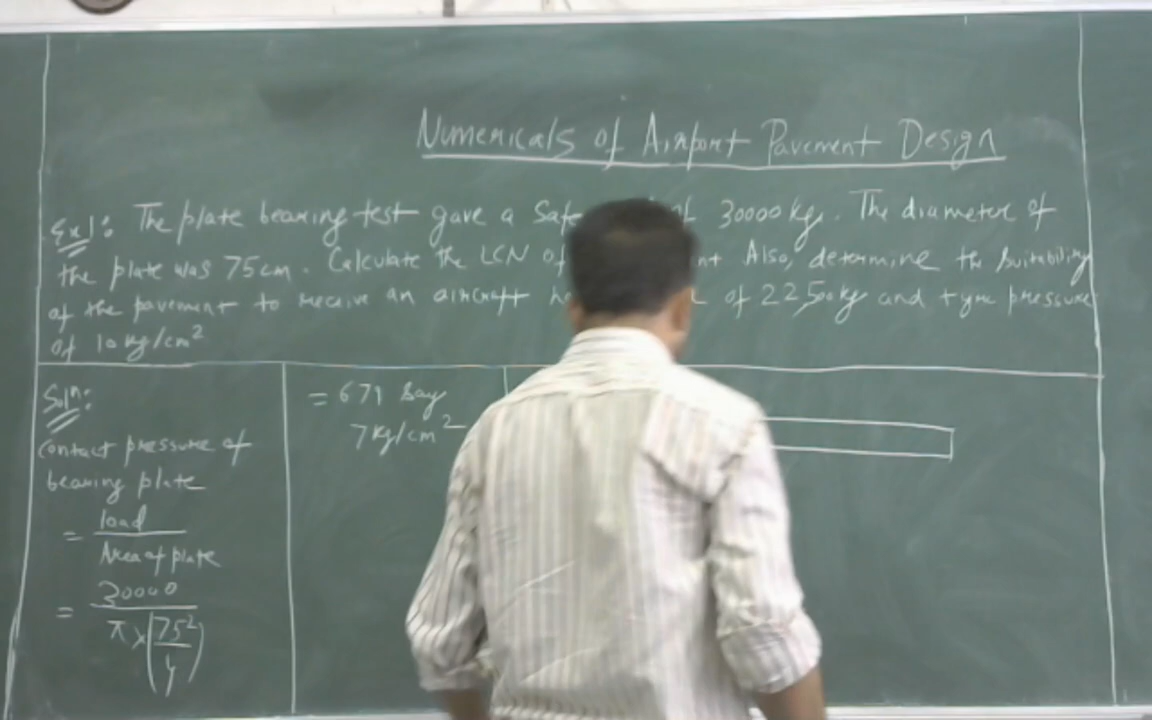 Numericals of Airport Pavement Design
Ex1: The plate bearing test gave a Safe of 30000 kg. The diameter of
the plate was 75 cm. Calculate the LCN of Also, determine the suitability
of the pavement to receive an aircraft of 22500 kg and tyre pressure
of 10 kg/cm²
Solⁿ:
Contact pressure of
bearing plate
= load
Area of plate
= 30000
π × (75²
4)
= 6.79 Say
7 kg/cm²